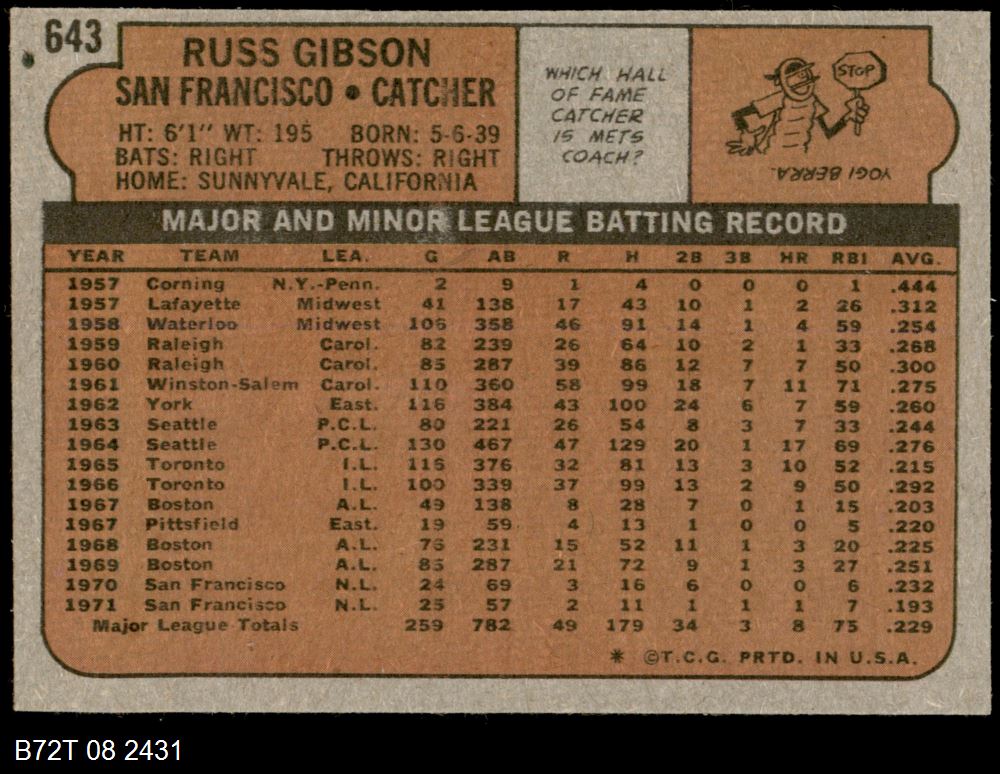 643
RUSS GIBSON
SAN FRANCISCO • CATCHER
HT: 6'1" WT: 195 BORN: 5-6-39
BATS: RIGHT THROWS: RIGHT
HOME: SUNNYVALE, CALIFORNIA
WHICH HALL
OF FAME
CATCHER
IS METS
COACH?
STOP
YOGI BERRA.
MAJOR AND MINOR LEAGUE BATTING RECORD
YEAR TEAM LEA. G AB R H 2B 3B HR RBI AVG.
1957 Corning N.Y.-Penn. 2 9 1 4 0 0 0 1 .444
1957 Lafayette Midwest 41 138 17 43 10 1 2 26 .312
1958 Waterloo Midwest 106 358 46 91 14 1 4 59 .254
1959 Raleigh Carol. 82 239 26 64 10 2 1 33 .268
1960 Raleigh Carol. 85 287 39 86 12 7 7 50 .300
1961 Winston-Salem Carol. 110 360 58 99 18 7 11 71 .275
1962 York East. 116 384 43 100 24 6 7 59 .260
1963 Seattle P.C.L. 80 221 26 54 8 3 7 33 .244
1964 Seattle P.C.L. 130 467 47 129 20 1 17 69 .276
1965 Toronto I.L. 115 376 32 81 13 3 10 52 .215
1966 Toronto I.L. 100 339 37 99 13 2 9 50 .292
1967 Boston A.L. 49 138 8 28 7 0 1 15 .203
1967 Pittsfield East. 19 59 4 13 1 0 0 5 .220
1968 Boston A.L. 76 231 15 52 11 1 3 20 .225
1969 Boston A.L. 85 287 21 72 9 1 3 27 .251
1970 San Francisco N.L. 24 69 3 16 6 0 0 6 .232
1971 San Francisco N.L. 25 57 2 11 1 1 1 7 .193
Major League Totals 259 782 49 179 34 3 8 75 .229
* ©T.C.G. PRTD. IN U.S.A.
B72T 08 2431